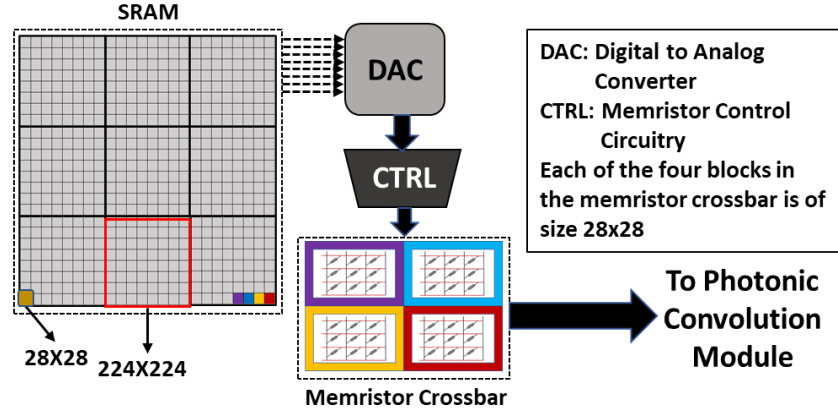 SRAM
DAC
CTRL
DAC: Digital to Analog
Converter
CTRL: Memristor Control
Circuitry
Each of the four blocks in
the memristor crossbar is of
size 28x28
28X28
224X224
Memristor Crossbar
To Photonic
Convolution
Module